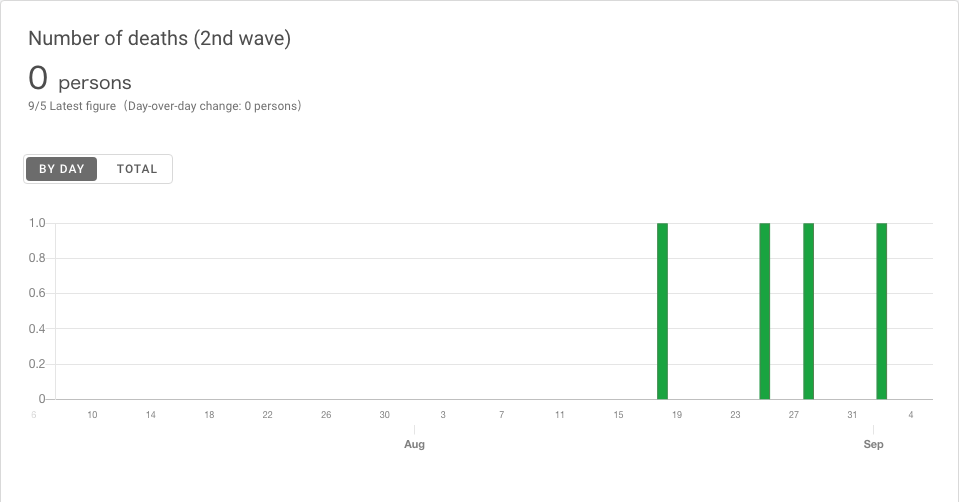 Number of deaths (2nd wave)
0 persons
9/5 Latest figure（Day-over-day change: 0 persons）
BY DAY TOTAL
1.0
0.8
0.6
0.4
0.2
0
6 10 14 18 22 26 30 3 7 11 15 19 23 27 31 4
Aug Sep